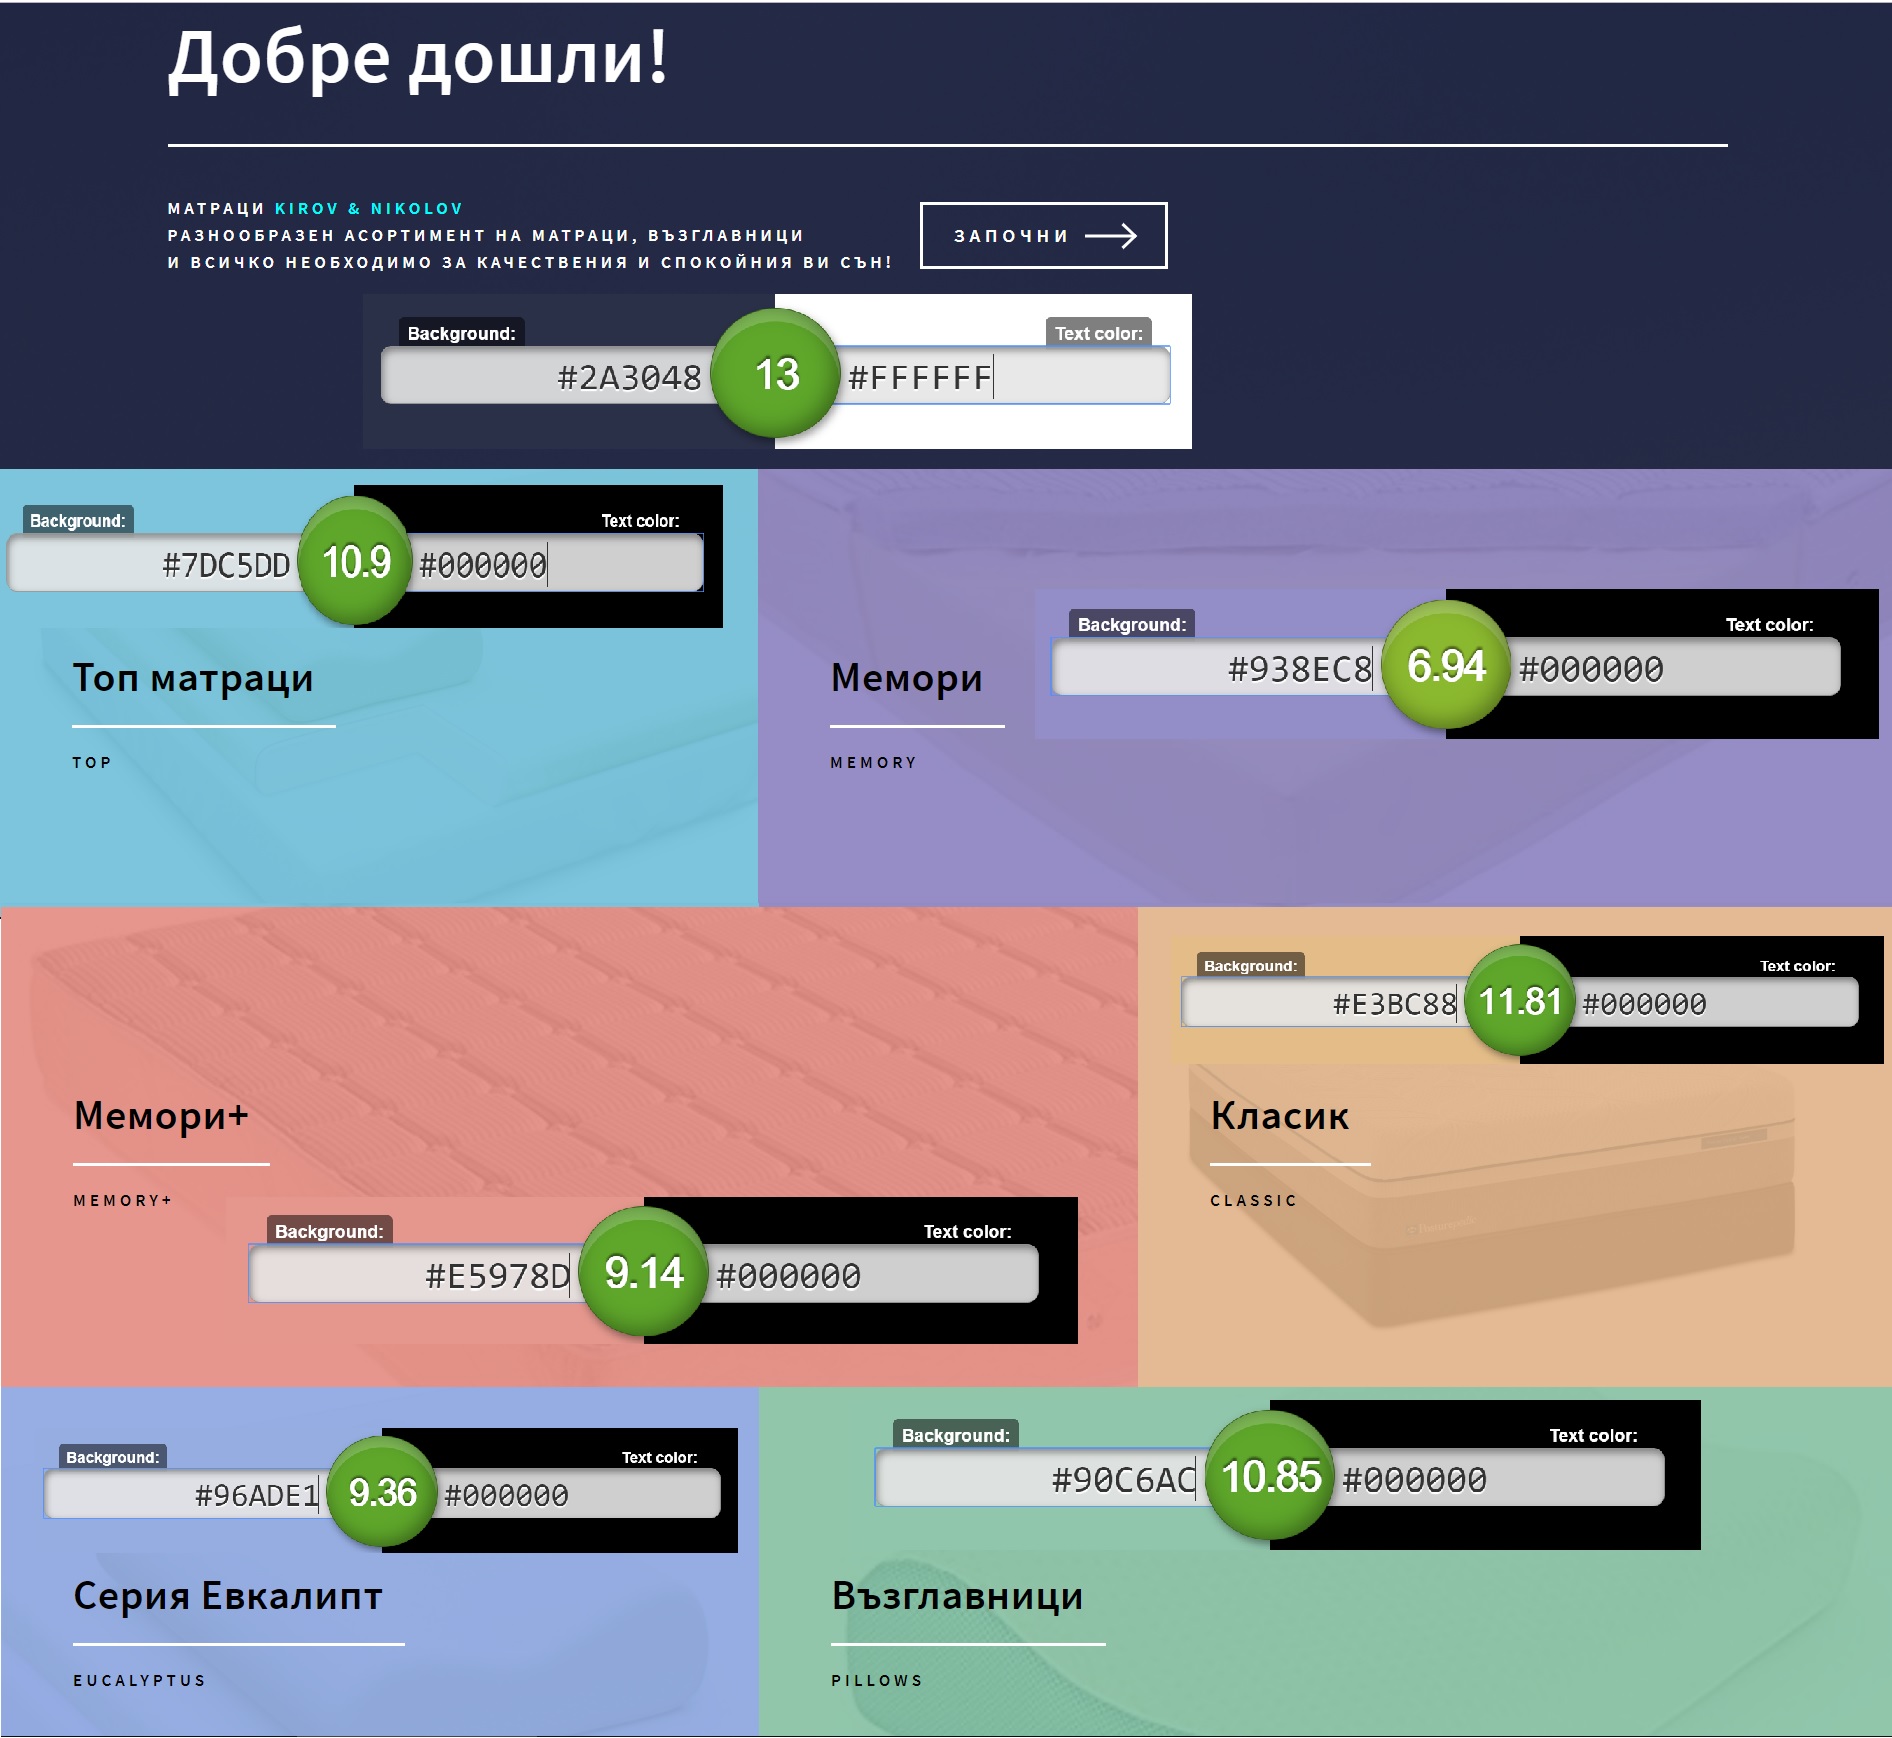 Добре дошли!
МАТРАЦИ KIROV & NIKOLOV
РАЗНООБРАЗЕН АСОРТИМЕНТ НА МАТРАЦИ, ВЪЗГЛАВНИЦИ
И ВСИЧКО НЕОБХОДИМО ЗА КАЧЕСТВЕНИЯ И СПОКОЙНИЯ ВИ СЪН!
ЗАПОЧНИ
Background: Text color:
#2A3048 13 #FFFFFF
Background: Text color:
#7DC5DD 10.9 #000000
Топ матраци
TOP
Background: Text color:
#938EC8 6.94 #000000
Мемори
MEMORY
Мемори+
MEMORY+
Background: Text color:
#E5978D 9.14 #000000
Background: Text color:
#E3BC88 11.81 #000000
Класик
CLASSIC
Background: Text color:
#96ADE1 9.36 #000000
Серия Евкалипт
EUCALYPTUS
Background: Text color:
#90C6AC 10.85 #000000
Възглавници
PILLOWS